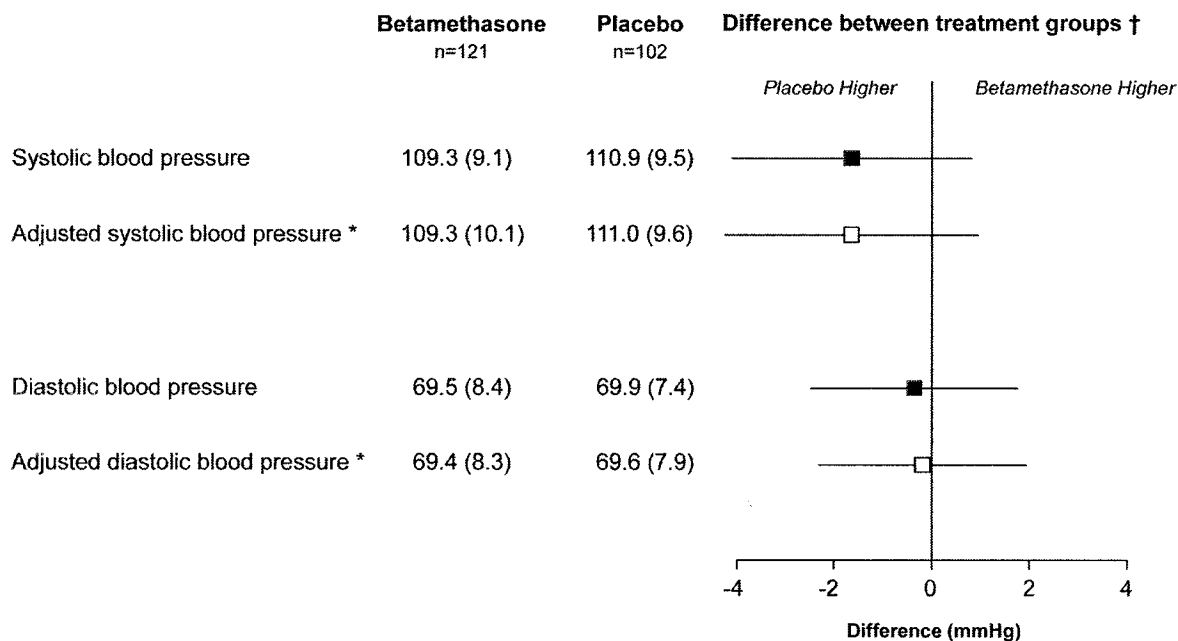 Betamethasone Placebo Difference between treatment groups †
n=121 n=102
Placebo Higher Betamethasone Higher
Systolic blood pressure 109.3 (9.1) 110.9 (9.5)
Adjusted systolic blood pressure * 109.3 (10.1) 111.0 (9.6)
Diastolic blood pressure 69.5 (8.4) 69.9 (7.4)
Adjusted diastolic blood pressure * 69.4 (8.3) 69.6 (7.9)
-4 -2 0 2 4
Difference (mmHg)